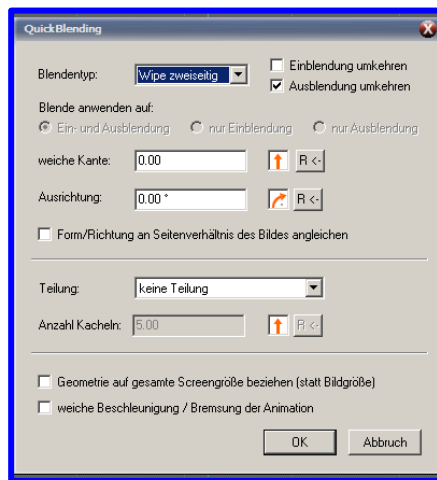 QuickBlending
Blendentyp: Wipe zweiseitig
Einblendung umkehren
Ausblendung umkehren
Blende anwenden auf:
Ein- und Ausblendung nur Einblendung nur Ausblendung
weiche Kante: 0.00 R <-
Ausrichtung: 0.00 ° R <-
Form/Richtung an Seitenverhältnis des Bildes angleichen
Teilung: keine Teilung
Anzahl Kacheln: 5.00 R <-
Geometrie auf gesamte Screengröße beziehen (statt Bildgröße)
weiche Beschleunigung / Bremsung der Animation
OK Abbruch